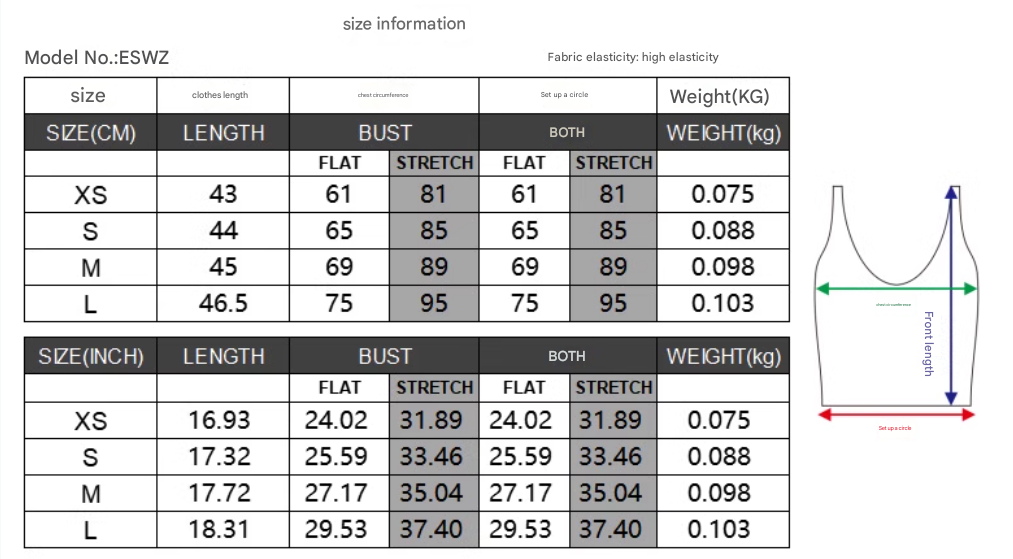 size information
Model No.:ESWZ
Fabric elasticity: high elasticity
size clothes length chest circumference Set up a circle Weight(KG)
SIZE(CM) LENGTH BUST BOTH WEIGHT(kg)
FLAT STRETCH FLAT STRETCH
XS 43 61 81 61 81 0.075
S 44 65 85 65 85 0.088
M 45 69 89 69 89 0.098
L 46.5 75 95 75 95 0.103
SIZE(INCH) LENGTH BUST BOTH WEIGHT(kg)
FLAT STRETCH FLAT STRETCH
XS 16.93 24.02 31.89 24.02 31.89 0.075
S 17.32 25.59 33.46 25.59 33.46 0.088
M 17.72 27.17 35.04 27.17 35.04 0.098
L 18.31 29.53 37.40 29.53 37.40 0.103
chest circumference
Front length
Set up a circle